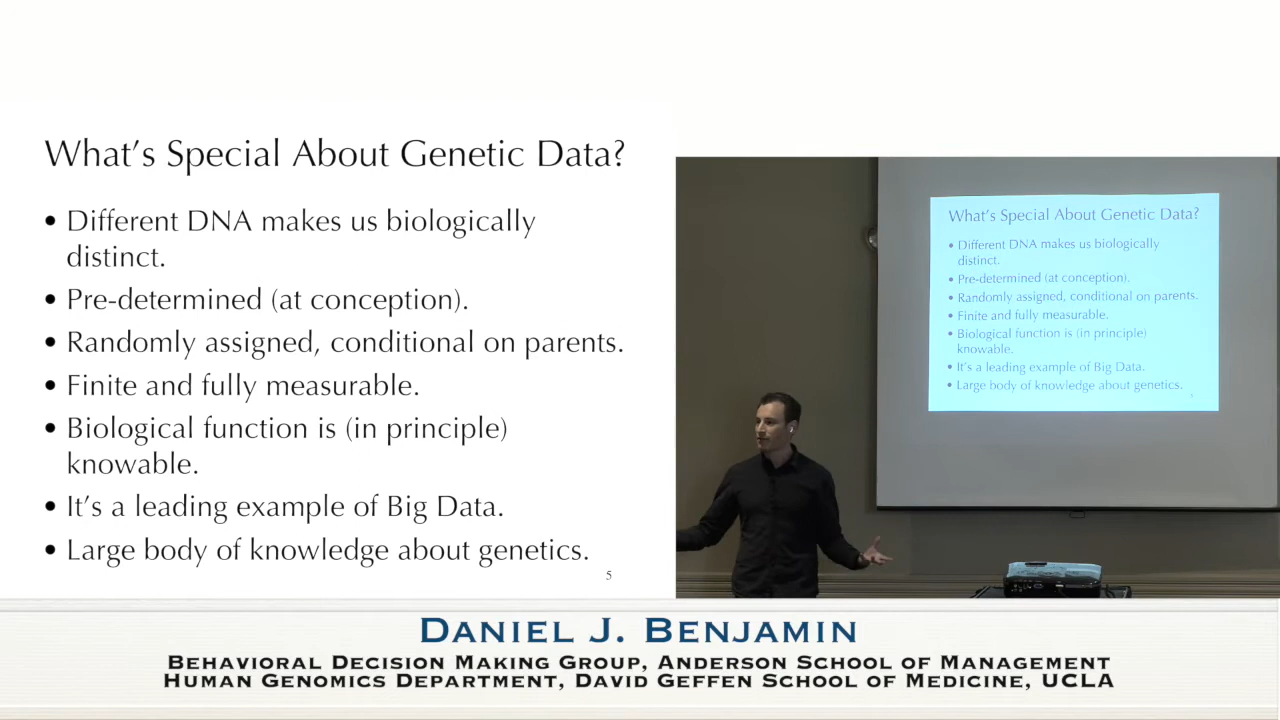 What's Special About Genetic Data?
• Different DNA makes us biologically
distinct.
• Pre-determined (at conception).
• Randomly assigned, conditional on parents.
• Finite and fully measurable.
• Biological function is (in principle)
knowable.
• It's a leading example of Big Data.
• Large body of knowledge about genetics.
5
What's Special About Genetic Data?
• Different DNA makes us biologically
distinct.
• Pre-determined (at conception).
• Randomly assigned, conditional on parents.
• Finite and fully measurable.
• Biological function is (in principle)
knowable.
• It's a leading example of Big Data.
• Large body of knowledge about genetics.
DANIEL J. BENJAMIN
BEHAVIORAL DECISION MAKING GROUP, ANDERSON SCHOOL OF MANAGEMENT
HUMAN GENOMICS DEPARTMENT, DAVID GEFFEN SCHOOL OF MEDICINE, UCLA